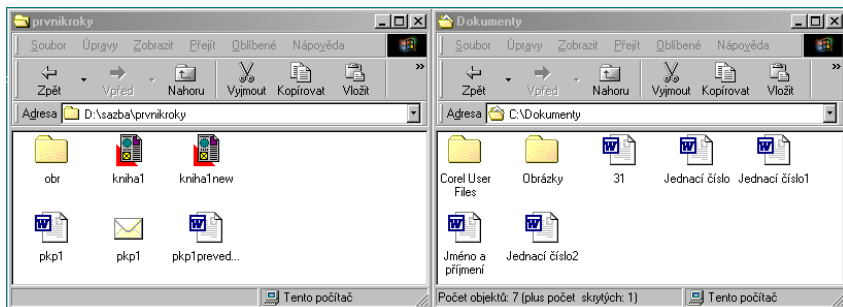 prvnikroky
Soubor Úpravy Zobrazit Přejít Oblíbené Nápověda
Zpět Vpřed Nahoru Vyjmout Kopírovat Vložit »
Adresa D:\sazba\prvnikroky
obr kniha1 kniha1new
pkp1 pkp1 pkp1preved...
Tento počítač
Dokumenty
Soubor Úpravy Zobrazit Přejít Oblíbené Nápověda
Zpět Vpřed Nahoru Vyjmout Kopírovat Vložit »
Adresa C:\Dokumenty
Corel User Files Obrázky 31 Jednací číslo Jednací číslo1
Jméno a příjmení Jednací číslo2
Počet objektů: 7 (plus počet skrytých: 1) Tento počítač